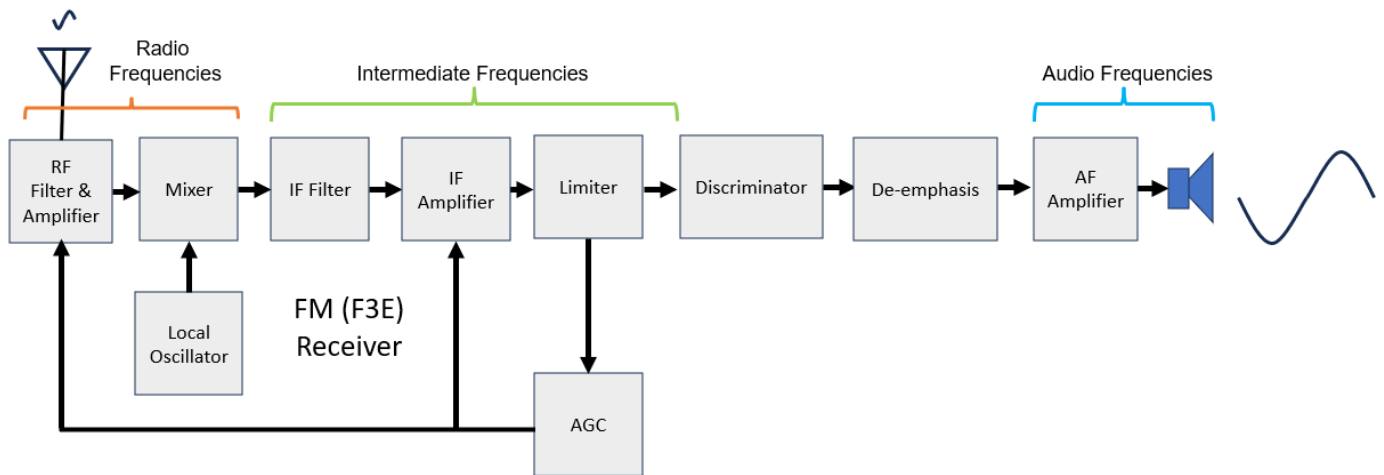 Radio
Frequencies
Intermediate Frequencies
Audio Frequencies
RF
Filter &
Amplifier
Mixer
IF Filter
IF
Amplifier
Limiter
Discriminator
De-emphasis
AF
Amplifier
Local
Oscillator
FM (F3E)
Receiver
AGC